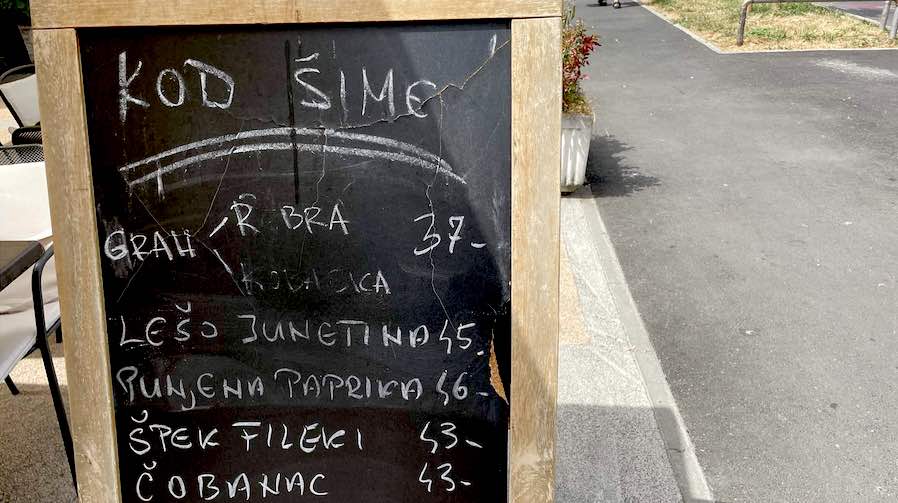 KOD ŠIME
REBRA
GRAH 37-
KOBASICA
LEŠO JUNETINA 45-
PUNJENA PAPRIKA 46-
ŠPEK FILEKI 43-
ČOBANAC 43-